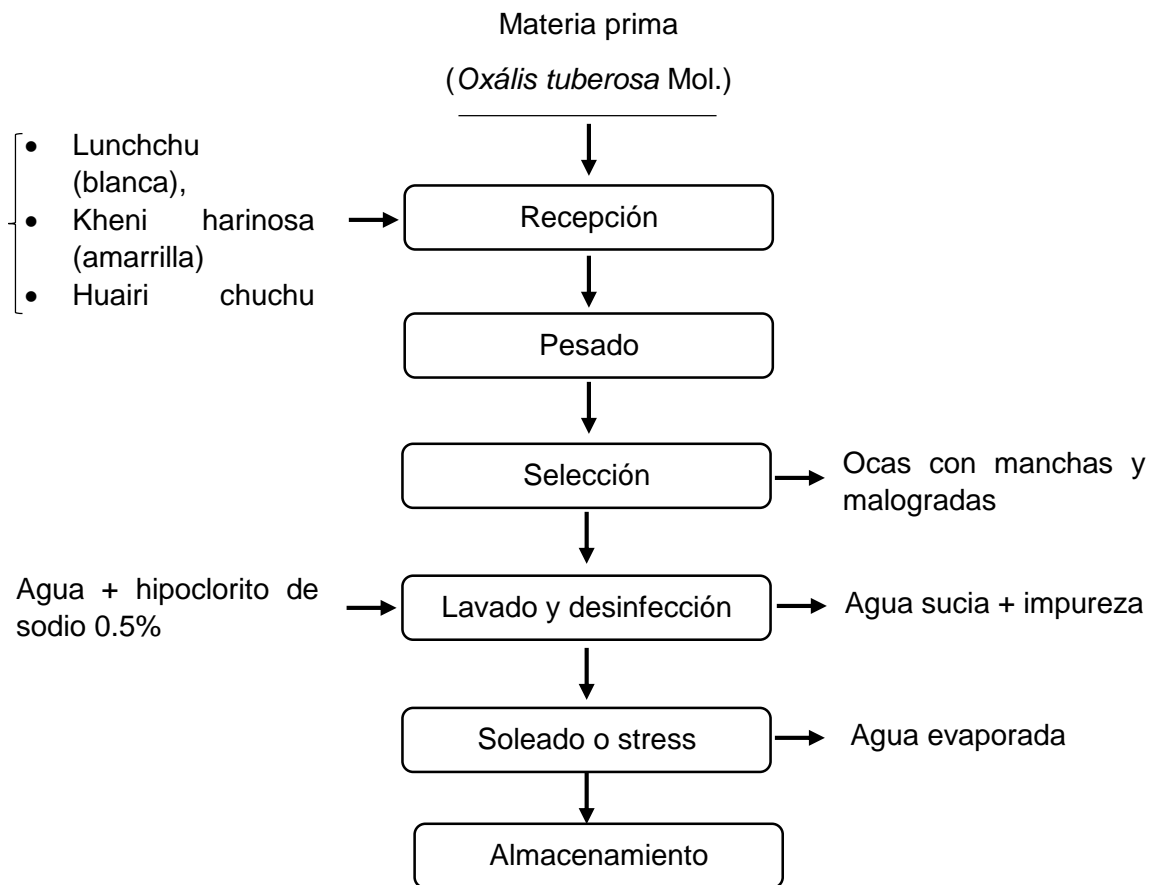 Materia prima
(Oxális tuberosa Mol.)
• Lunchchu
(blanca),
• Kheni harinosa
(amarrilla)
• Huairi chuchu
Recepción
Pesado
Selección
Ocas con manchas y
malogradas
Agua + hipoclorito de
sodio 0.5%
Lavado y desinfección
Agua sucia + impureza
Soleado o stress
Agua evaporada
Almacenamiento